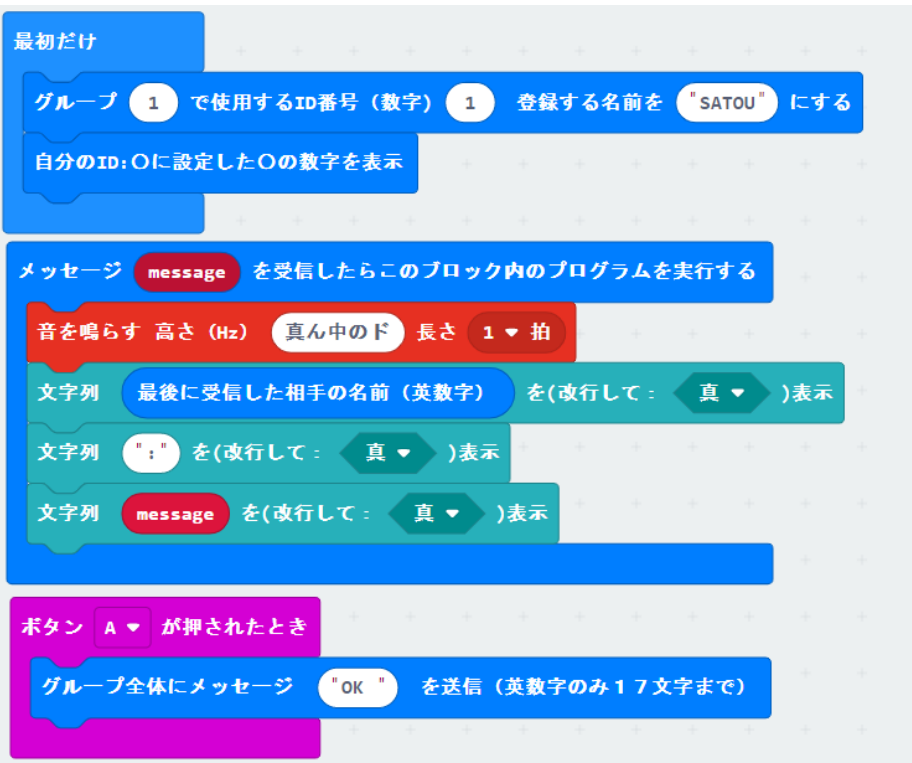 最初だけ
グループ 1 で使用するID番号（数字） 1 登録する名前を "SATOU" にする
自分のID:〇に設定した〇の数字を表示
メッセージ message を受信したらこのブロック内のプログラムを実行する
音を鳴らす 高さ（Hz） 真ん中のド 長さ 1 拍
文字列 最後に受信した相手の名前（英数字） を(改行して： 真 )表示
文字列 ":" を(改行して： 真 )表示
文字列 message を(改行して： 真 )表示
ボタン A が押されたとき
グループ全体にメッセージ "OK " を送信（英数字のみ１７文字まで）